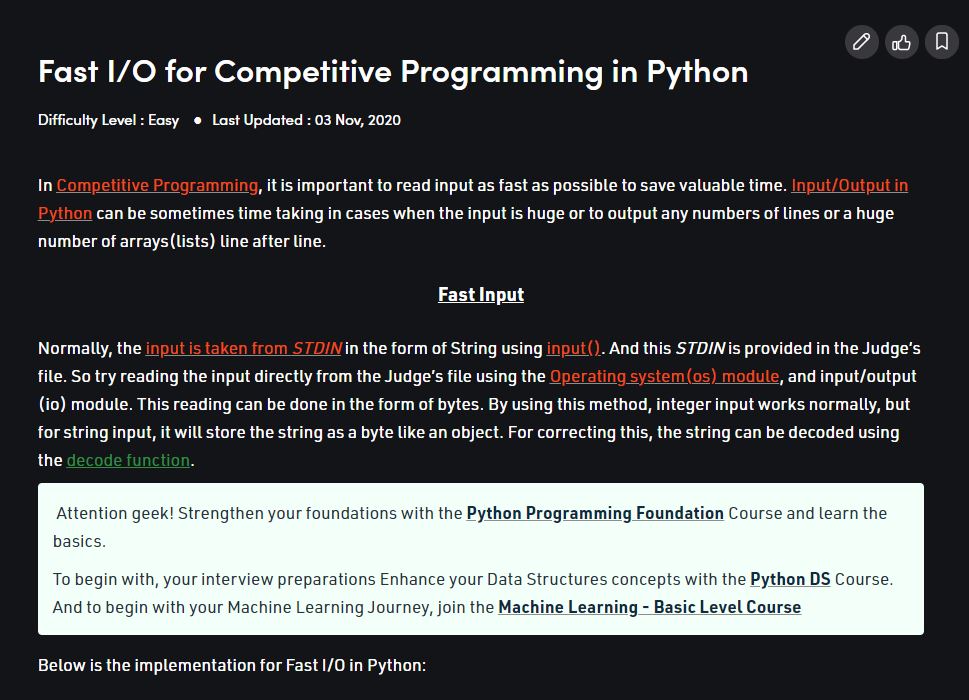 Fast I/O for Competitive Programming in Python
Difficulty Level : Easy ● Last Updated : 03 Nov, 2020
In Competitive Programming, it is important to read input as fast as possible to save valuable time. Input/Output in
Python can be sometimes time taking in cases when the input is huge or to output any numbers of lines or a huge
number of arrays(lists) line after line.
Fast Input
Normally, the input is taken from STDIN in the form of String using input(). And this STDIN is provided in the Judge's
file. So try reading the input directly from the Judge's file using the Operating system(os) module, and input/output
(io) module. This reading can be done in the form of bytes. By using this method, integer input works normally, but
for string input, it will store the string as a byte like an object. For correcting this, the string can be decoded using
the decode function.
Attention geek! Strengthen your foundations with the Python Programming Foundation Course and learn the
basics.
To begin with, your interview preparations Enhance your Data Structures concepts with the Python DS Course.
And to begin with your Machine Learning Journey, join the Machine Learning - Basic Level Course
Below is the implementation for Fast I/O in Python: